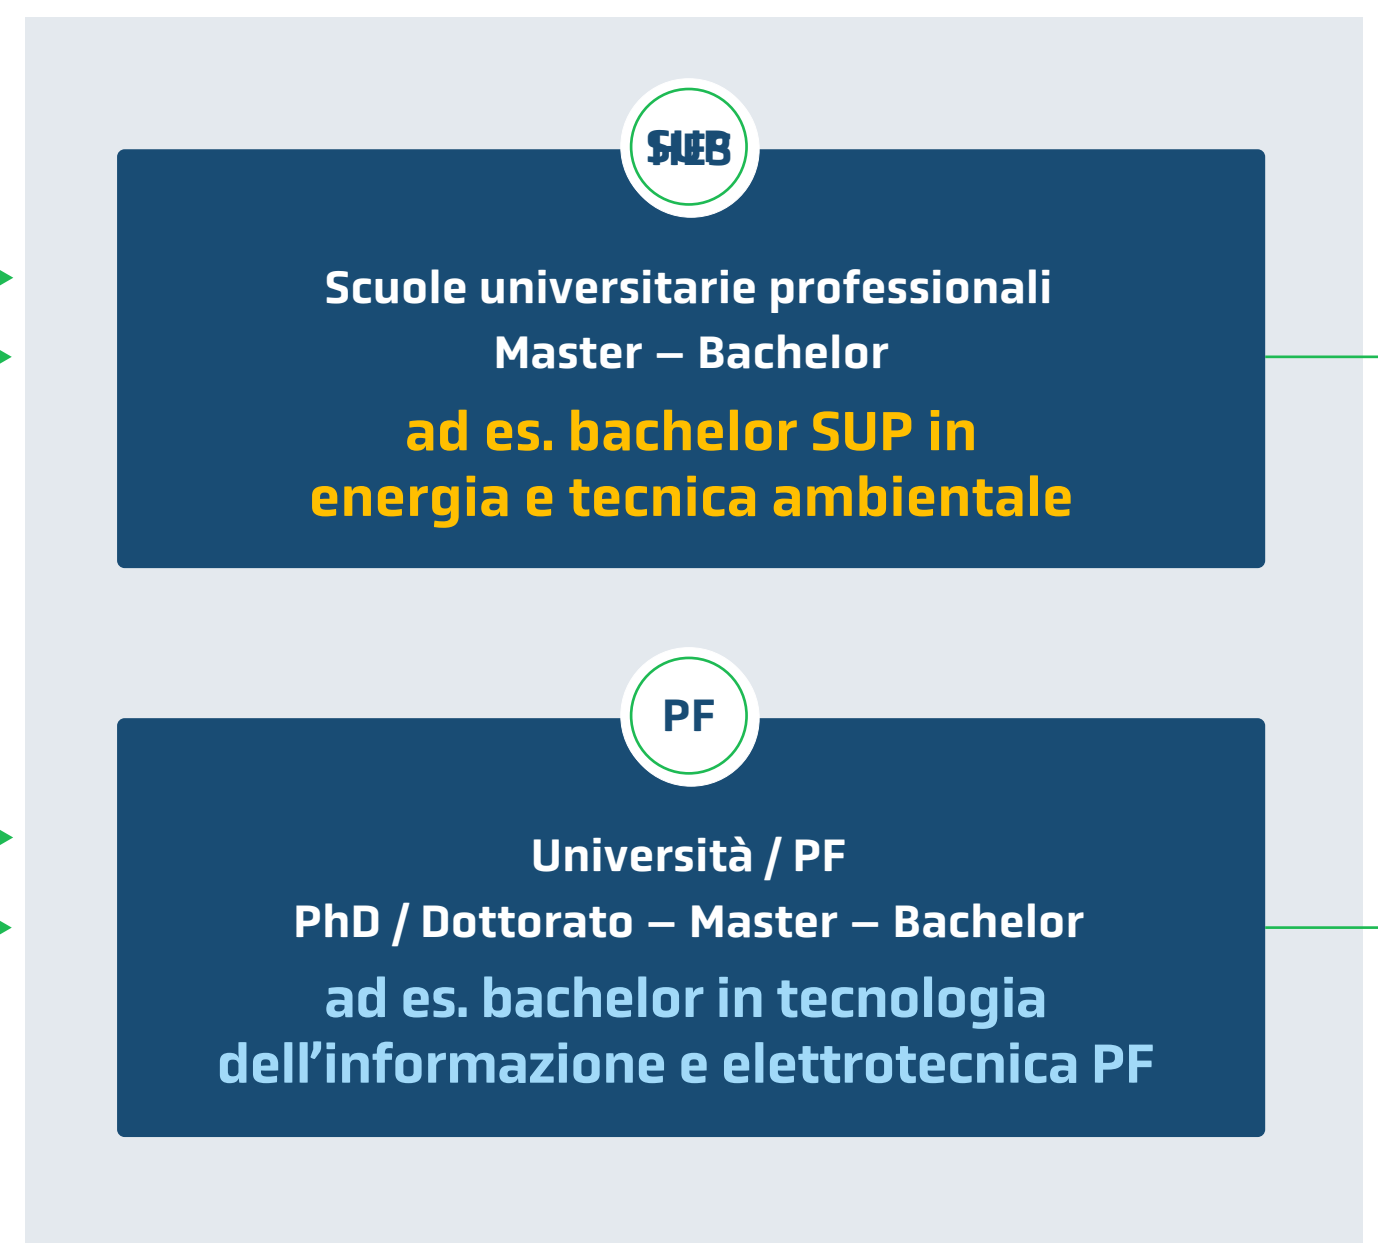 Scuole universitarie professionali
Master – Bachelor
ad es. bachelor SUP in
energia e tecnica ambientale
PF
Università / PF
PhD / Dottorato – Master – Bachelor
ad es. bachelor in tecnologia
dell’informazione e elettrotecnica PF